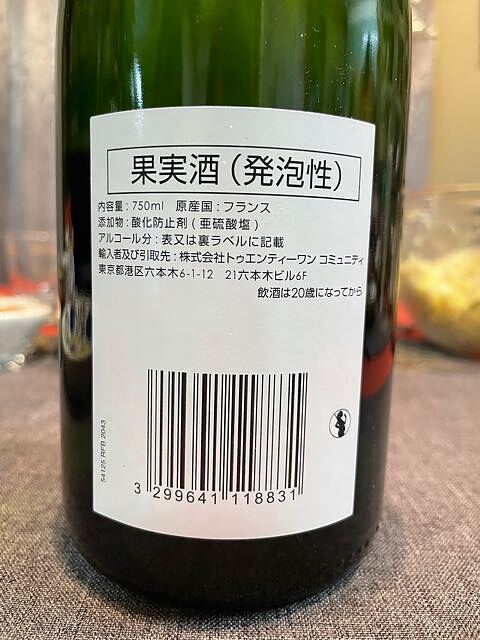 果実酒（発泡性）
内容量：750ml　原産国：フランス
添加物：酸化防止剤（亜硫酸塩）
アルコール分：表又は裏ラベルに記載
輸入者及び引取先：株式会社トゥエンティーワン コミュニティ
東京都港区六本木6-1-12　21六本木ビル6F
飲酒は20歳になってから
54125 RFB 2043
3 299641 118831